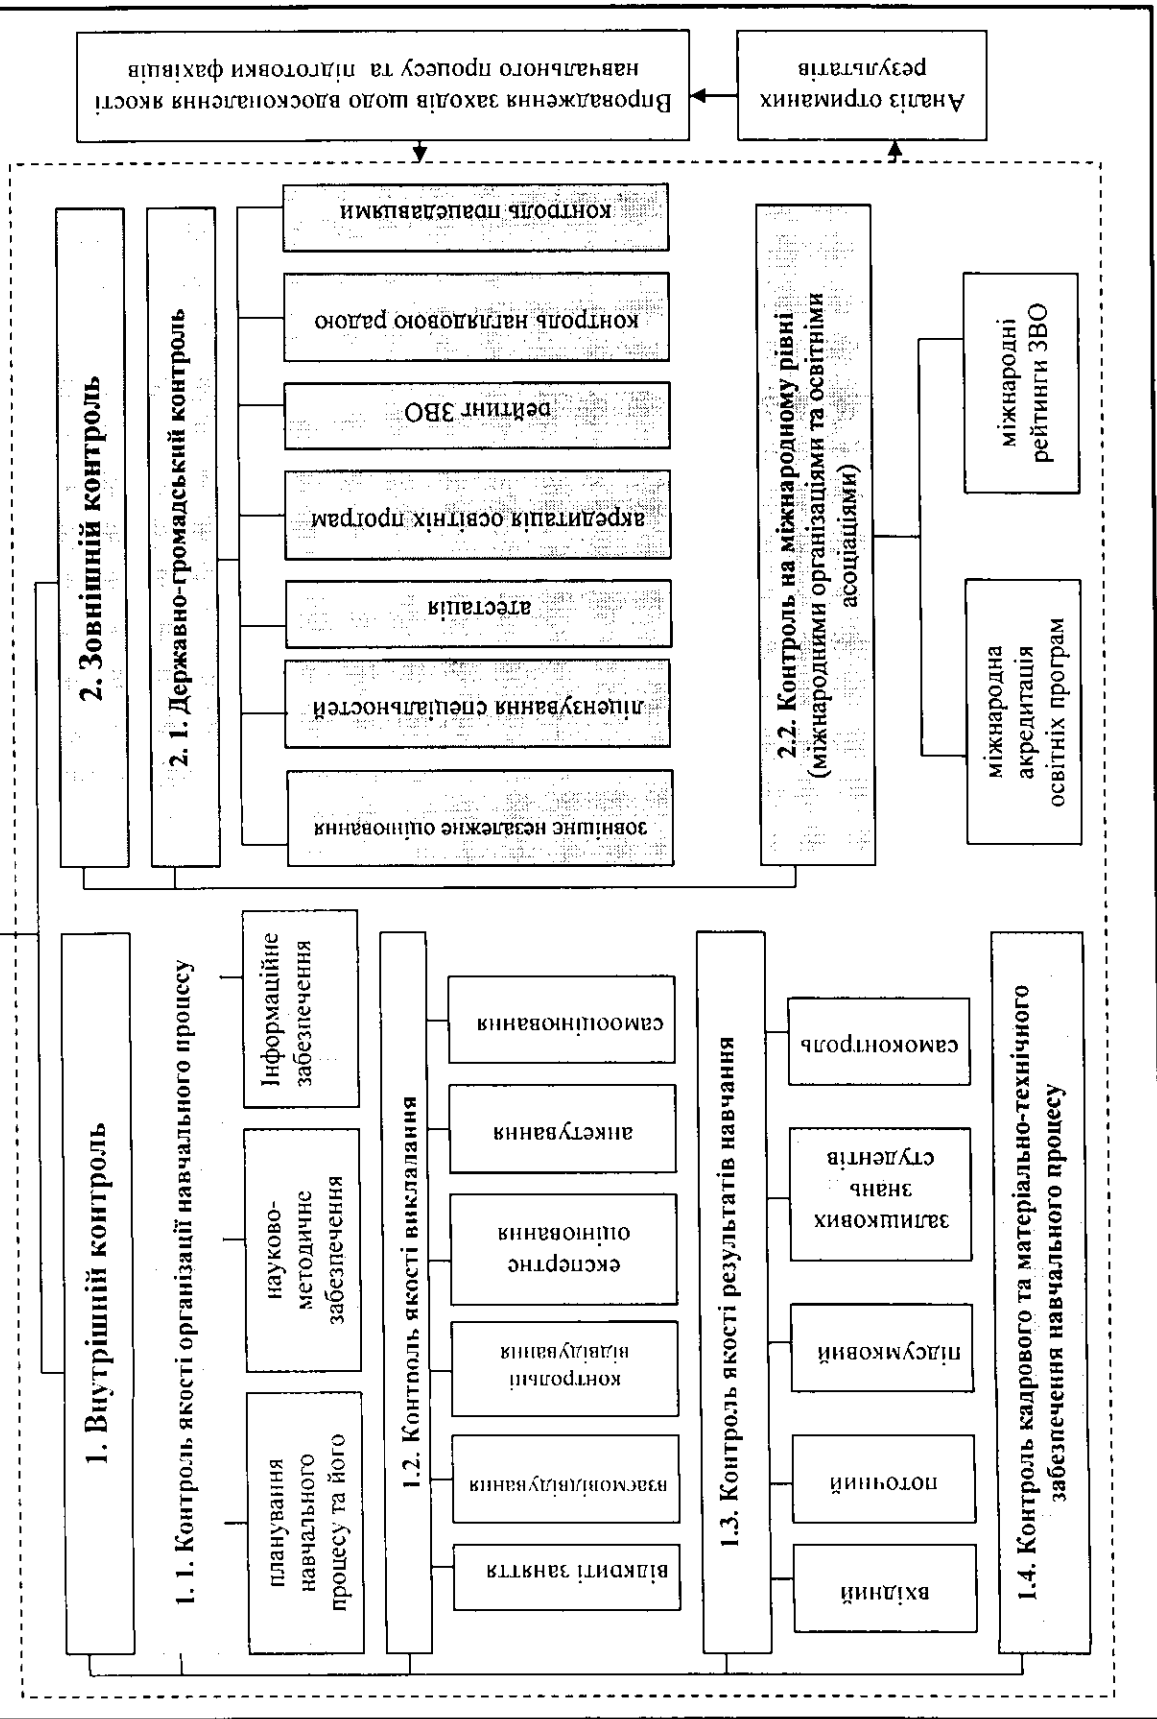 1. Внутрішній контроль
1. 1. Контроль якості організації навчального процесу
планування
навчального
процесу та його
науково-
методичне
забезпечення
Інформаційне
забезпечення
1.2. Контроль якості викладання
відкриті заняття
взаємовідвідування
контрольні
відвідування
експертне
оцінювання
анкетування
самооцінювання
1.3. Контроль якості результатів навчання
вхідний
поточний
підсумковий
залишкових
знань
студентів
самоконтроль
1.4. Контроль кадрового та матеріально-технічного
забезпечення навчального процесу
2. Зовнішній контроль
2. 1. Державно-громадський контроль
зовнішнє незалежне оцінювання
ліцензування спеціальностей
атестація
акредитація освітніх програм
рейтинг ЗВО
контроль наглядовою радою
контроль працедавцями
2.2. Контроль на міжнародному рівні
(міжнародними організаціями та освітніми
асоціаціями)
міжнародна
акредитація
освітніх програм
міжнародні
рейтинги ЗВО
Впровадження заходів щодо вдосконалення якості
навчального процесу та підготовки фахівців
Аналіз отриманих
результатів